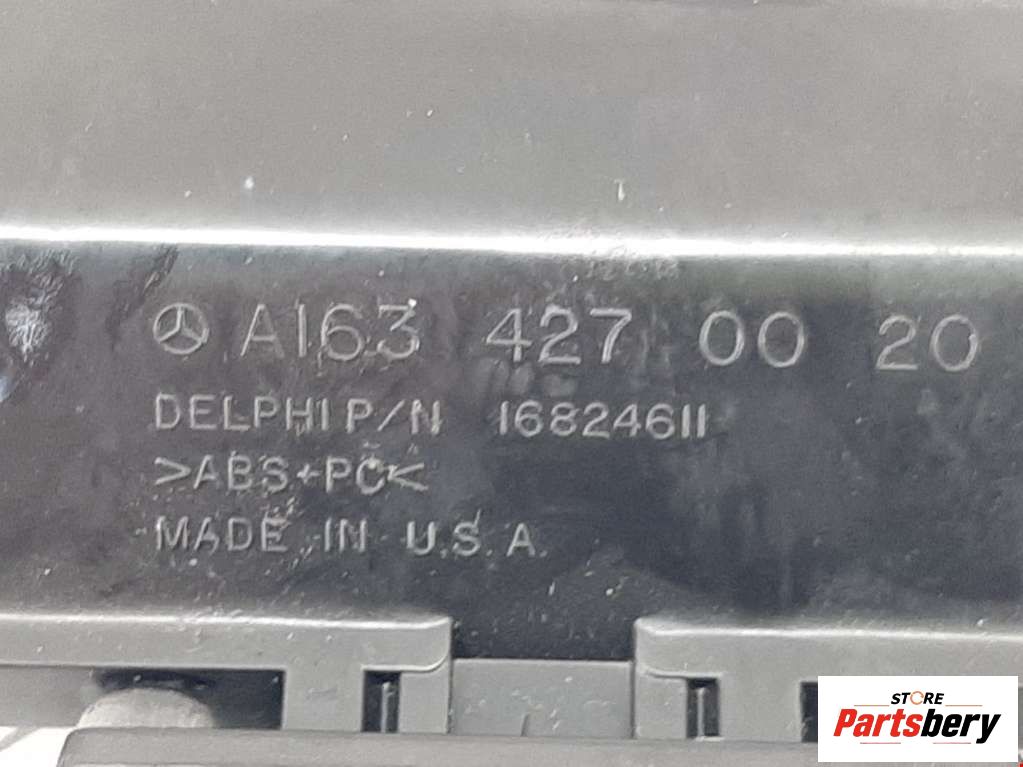 A163 427 00 20
DELPHI P/N 16824611
>ABS+PC<
MADE IN U.S.A.
STORE
Partsbery